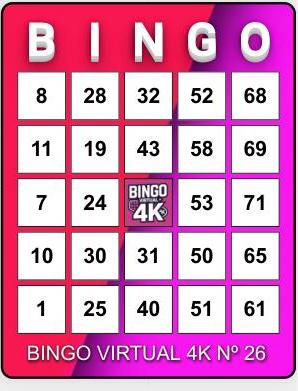 B I N G O
8 28 32 52 68
11 19 43 58 69
7 24 BINGO VIRTUAL 4K 53 71
10 30 31 50 65
1 25 40 51 61
BINGO VIRTUAL 4K Nº 26